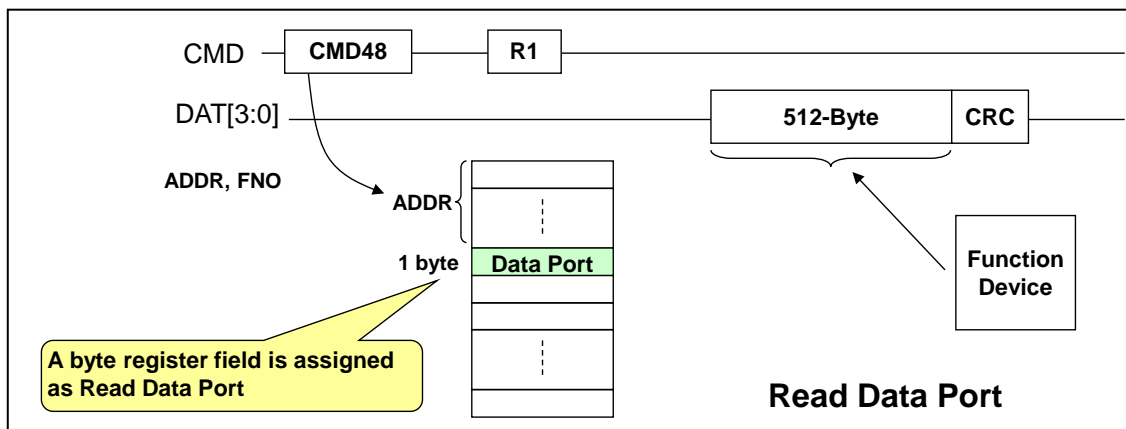 CMD
CMD48
R1
DAT[3:0]
512-Byte
CRC
ADDR, FNO
ADDR
1 byte
Data Port
Function
Device
A byte register field is assigned
as Read Data Port
Read Data Port